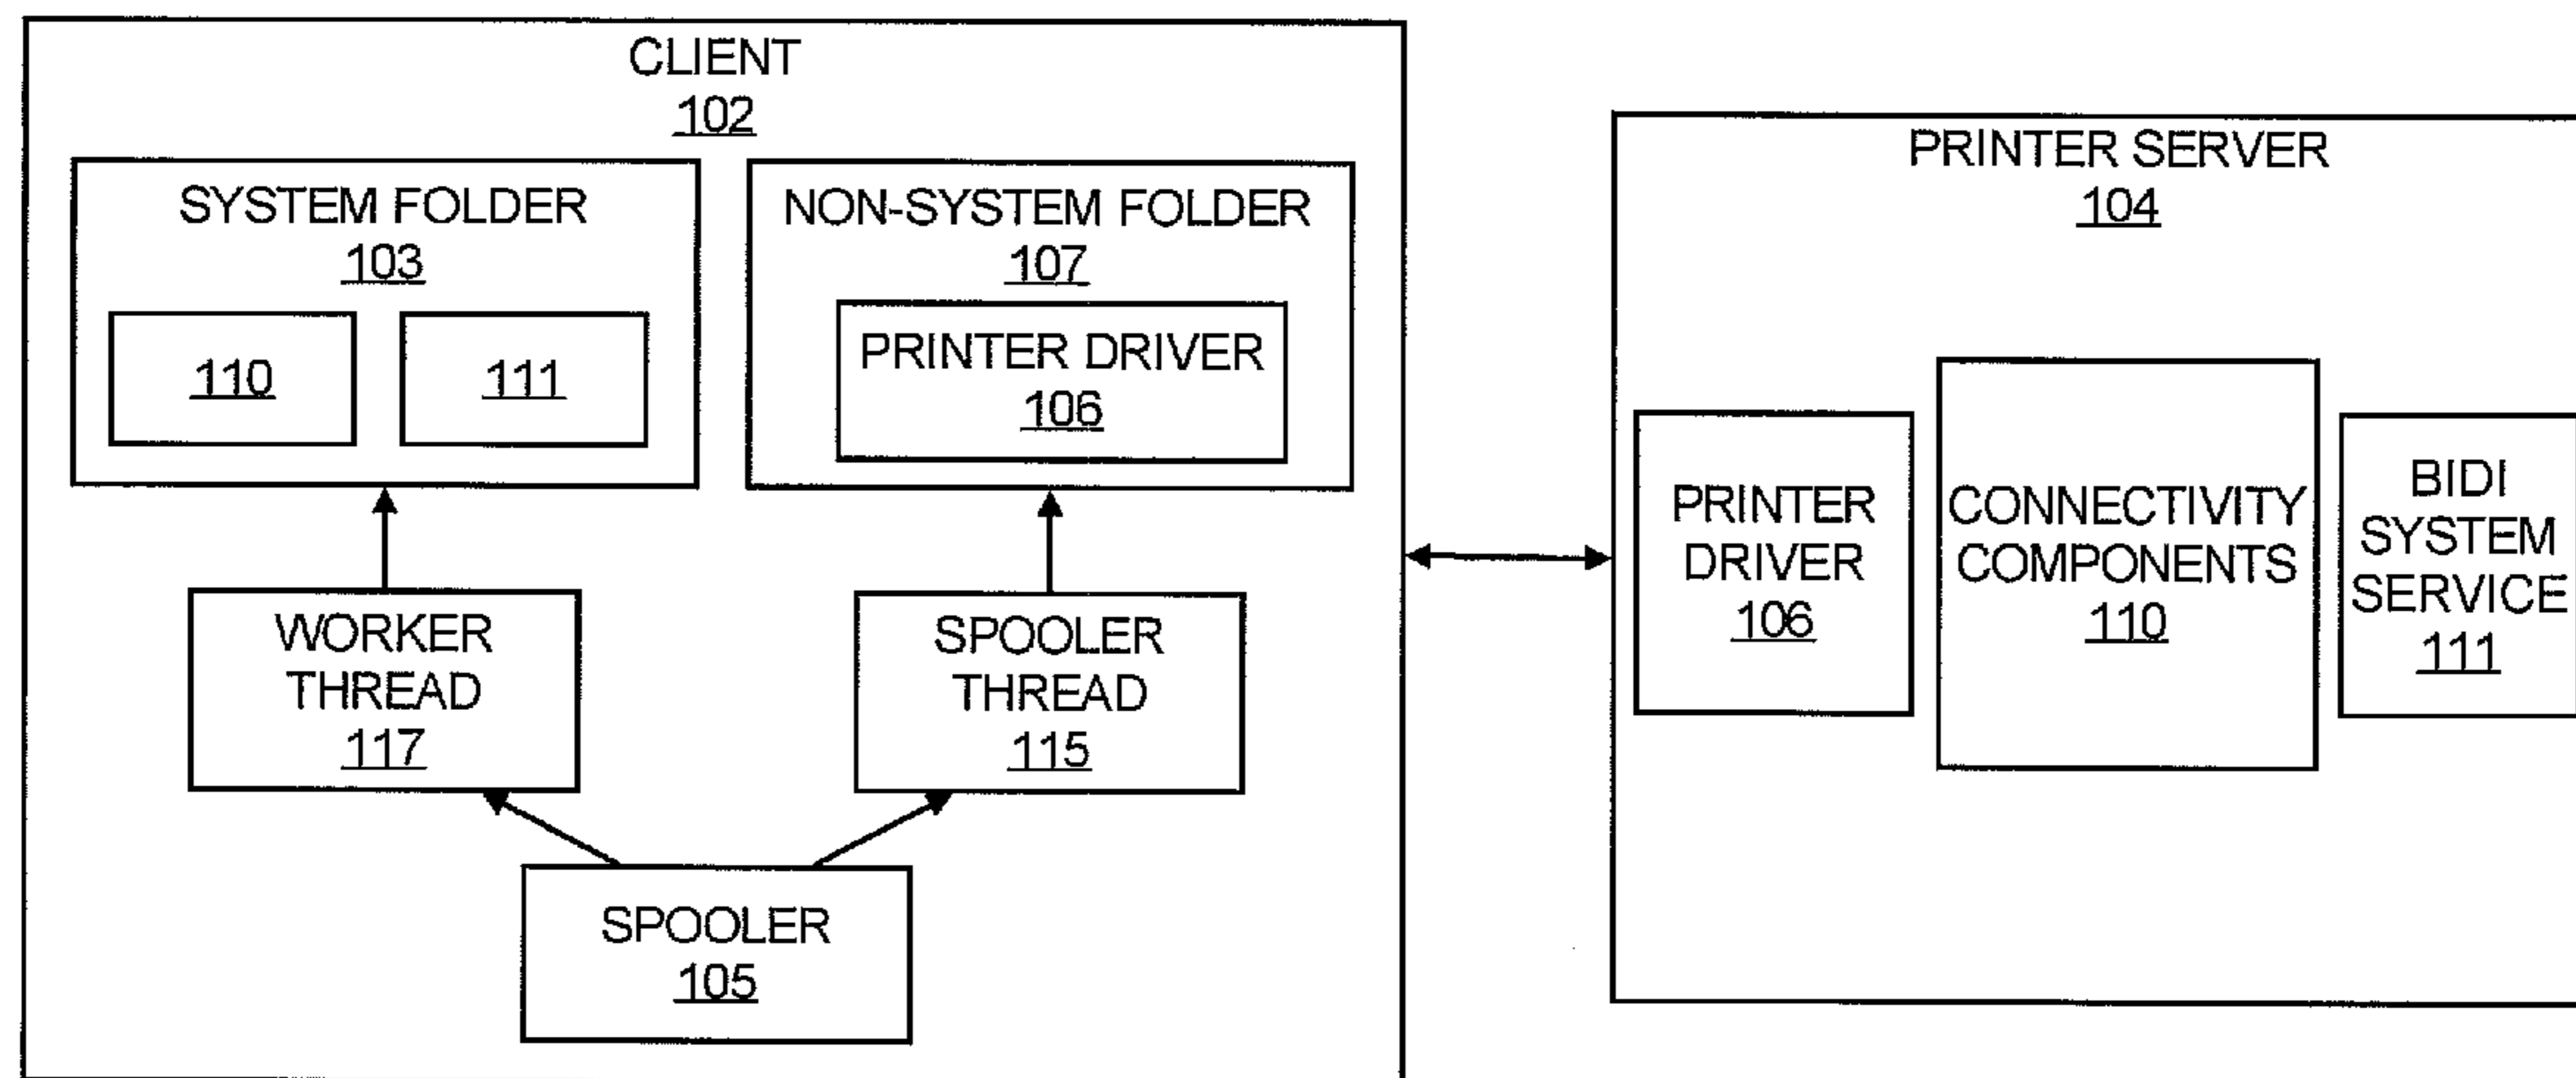 CLIENT
102
SYSTEM FOLDER
103
110
111
NON-SYSTEM FOLDER
107
PRINTER DRIVER
106
WORKER
THREAD
117
SPOOLER
THREAD
115
SPOOLER
105
PRINTER SERVER
104
PRINTER
DRIVER
106
CONNECTIVITY
COMPONENTS
110
BIDI
SYSTEM
SERVICE
111